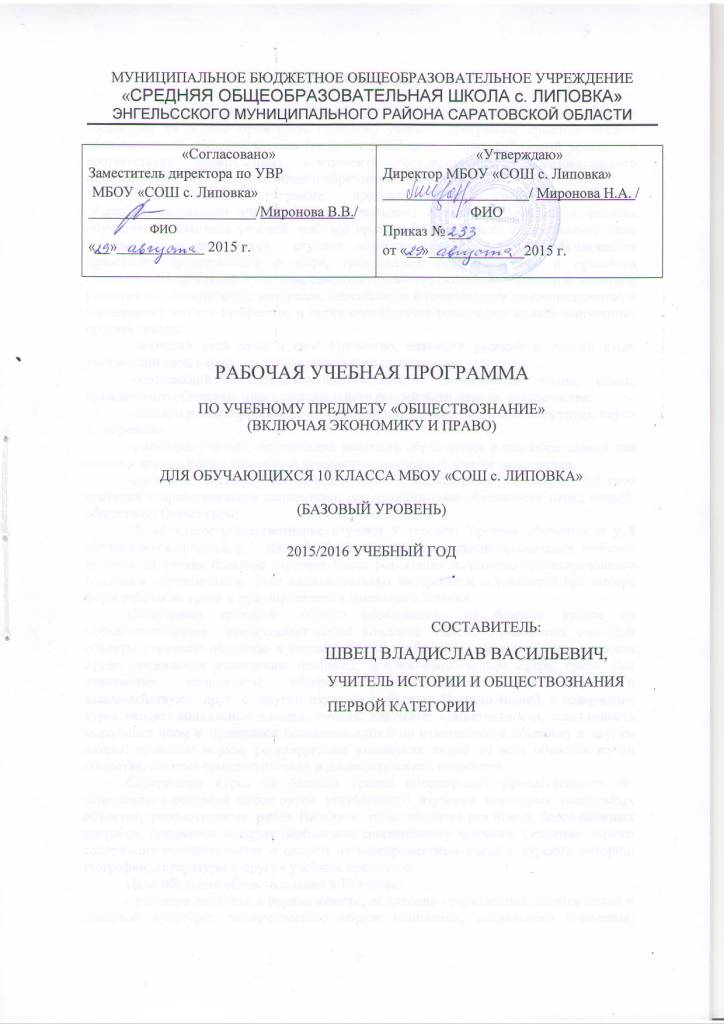 МУНИЦИПАЛЬНОЕ БЮДЖЕТНОЕ ОБЩЕОБРАЗОВАТЕЛЬНОЕ УЧРЕЖДЕНИЕ
«СРЕДНЯЯ ОБЩЕОБРАЗОВАТЕЛЬНАЯ ШКОЛА с. ЛИПОВКА»
ЭНГЕЛЬССКОГО МУНИЦИПАЛЬНОГО РАЙОНА САРАТОВСКОЙ ОБЛАСТИ
«Согласовано»
Заместитель директора по УВР
МБОУ «СОШ с. Липовка»
/Миронова В.В./
ФИО
«29» августа 2015 г.
«Утверждаю»
Директор МБОУ «СОШ с. Липовка»
/ Миронова Н.А. /
ФИО
Приказ № 233
от «29» августа 2015 г.
РАБОЧАЯ УЧЕБНАЯ ПРОГРАММА
ПО УЧЕБНОМУ ПРЕДМЕТУ «ОБЩЕСТВОЗНАНИЕ»
(ВКЛЮЧАЯ ЭКОНОМИКУ И ПРАВО)
ДЛЯ ОБУЧАЮЩИХСЯ 10 КЛАССА МБОУ «СОШ с. ЛИПОВКА»
(БАЗОВЫЙ УРОВЕНЬ)
2015/2016 УЧЕБНЫЙ ГОД
СОСТАВИТЕЛЬ:
ШВЕЦ ВЛАДИСЛАВ ВАСИЛЬЕВИЧ,
УЧИТЕЛЬ ИСТОРИИ И ОБЩЕСТВОЗНАНИЯ
ПЕРВОЙ КАТЕГОРИИ